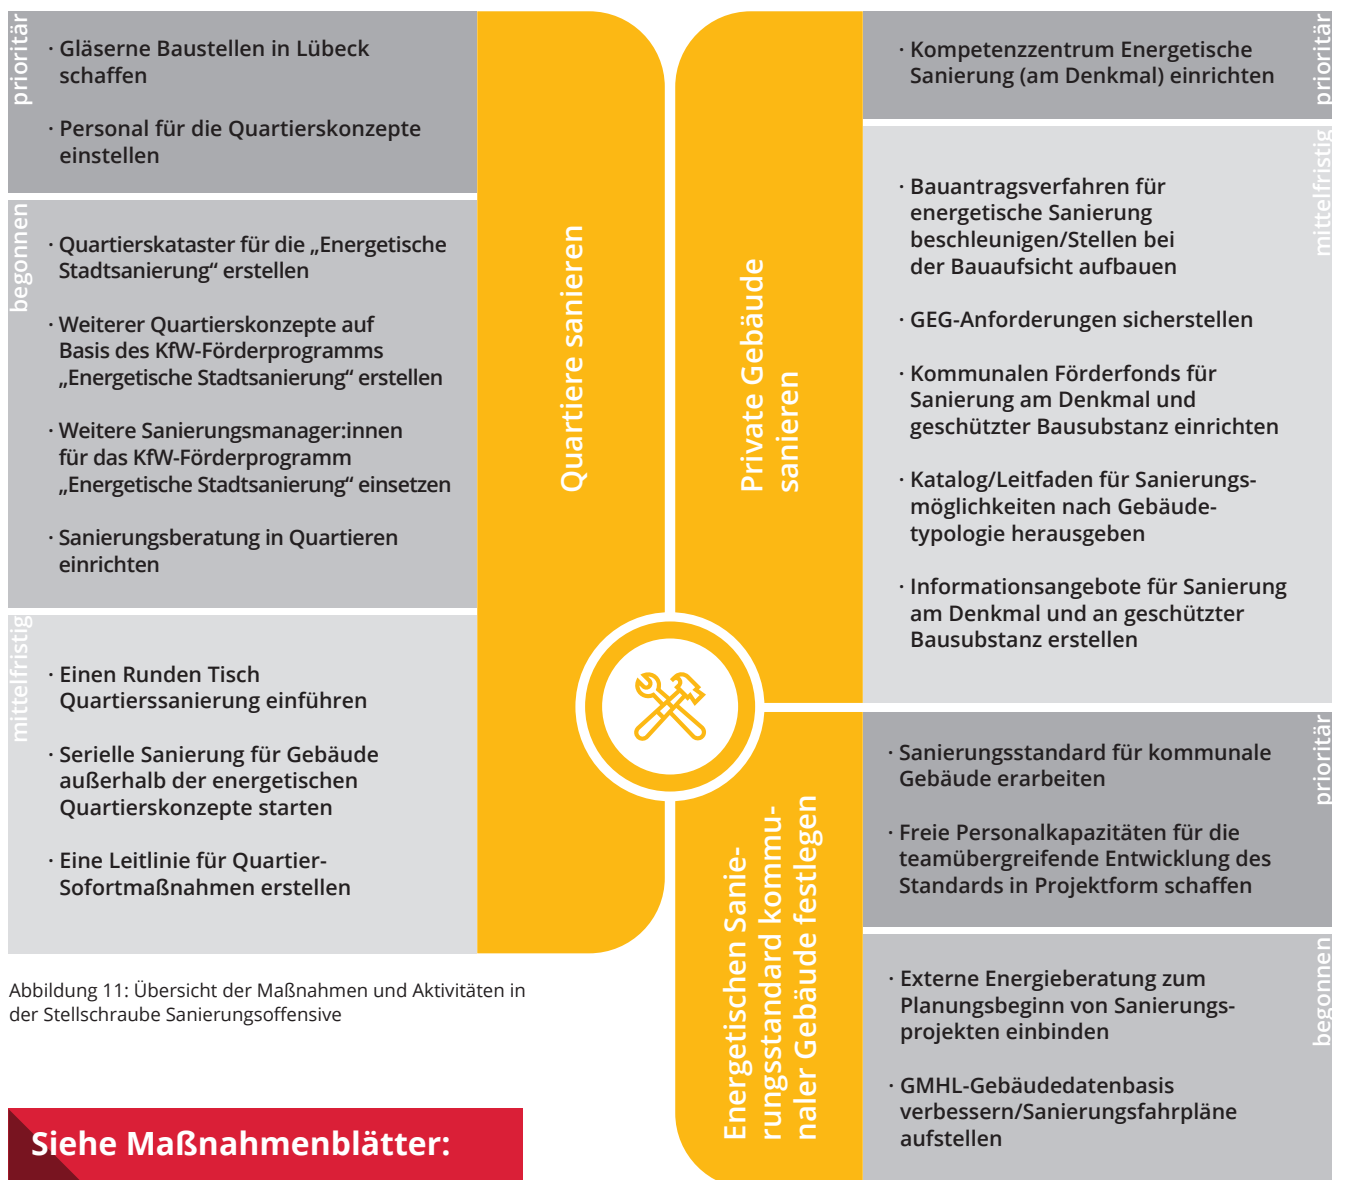 prioritär
· Gläserne Baustellen in Lübeck
schaffen
· Personal für die Quartierskonzepte
einstellen
begonnen
· Quartierskataster für die „Energetische
Stadtsanierung“ erstellen
· Weiterer Quartierskonzepte auf
Basis des KfW-Förderprogramms
„Energetische Stadtsanierung“ erstellen
· Weitere Sanierungsmanager:innen
für das KfW-Förderprogramm
„Energetische Stadtsanierung“ einsetzen
· Sanierungsberatung in Quartieren
einrichten
mittelfristig
· Einen Runden Tisch
Quartierssanierung einführen
· Serielle Sanierung für Gebäude
außerhalb der energetischen
Quartierskonzepte starten
· Eine Leitlinie für Quartier-
Sofortmaßnahmen erstellen
Quartiere sanieren
Private Gebäude
sanieren
prioritär
· Kompetenzzentrum Energetische
Sanierung (am Denkmal) einrichten
mittelfristig
· Bauantragsverfahren für
energetische Sanierung
beschleunigen/Stellen bei
der Bauaufsicht aufbauen
· GEG-Anforderungen sicherstellen
· Kommunalen Förderfonds für
Sanierung am Denkmal und
geschützter Bausubstanz einrichten
· Katalog/Leitfaden für Sanierungs-
möglichkeiten nach Gebäude-
typologie herausgeben
· Informationsangebote für Sanierung
am Denkmal und an geschützter
Bausubstanz erstellen
Energetischen Sanie-
rungsstandard kommu-
naler Gebäude festlegen
prioritär
· Sanierungsstandard für kommunale
Gebäude erarbeiten
· Freie Personalkapazitäten für die
teamübergreifende Entwicklung des
Standards in Projektform schaffen
begonnen
· Externe Energieberatung zum
Planungsbeginn von Sanierungs-
projekten einbinden
· GMHL-Gebäudedatenbasis
verbessern/Sanierungsfahrpläne
aufstellen
Abbildung 11: Übersicht der Maßnahmen und Aktivitäten in
der Stellschraube Sanierungsoffensive
Siehe Maßnahmenblätter: